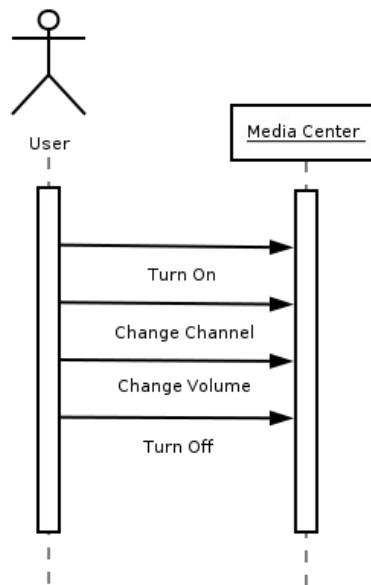 User
Media Center
Turn On
Change Channel
Change Volume
Turn Off